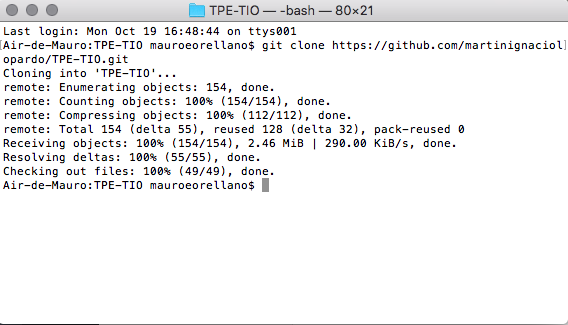 TPE-TIO — -bash — 80×21
Last login: Mon Oct 19 16:48:44 on ttys001
[Air-de-Mauro:TPE-TIO mauroeorellano$ git clone https://github.com/martinignaciol]
opardo/TPE-TIO.git
Cloning into 'TPE-TIO'...
remote: Enumerating objects: 154, done.
remote: Counting objects: 100% (154/154), done.
remote: Compressing objects: 100% (112/112), done.
remote: Total 154 (delta 55), reused 128 (delta 32), pack-reused 0
Receiving objects: 100% (154/154), 2.46 MiB | 290.00 KiB/s, done.
Resolving deltas: 100% (55/55), done.
Checking out files: 100% (49/49), done.
Air-de-Mauro:TPE-TIO mauroeorellano$